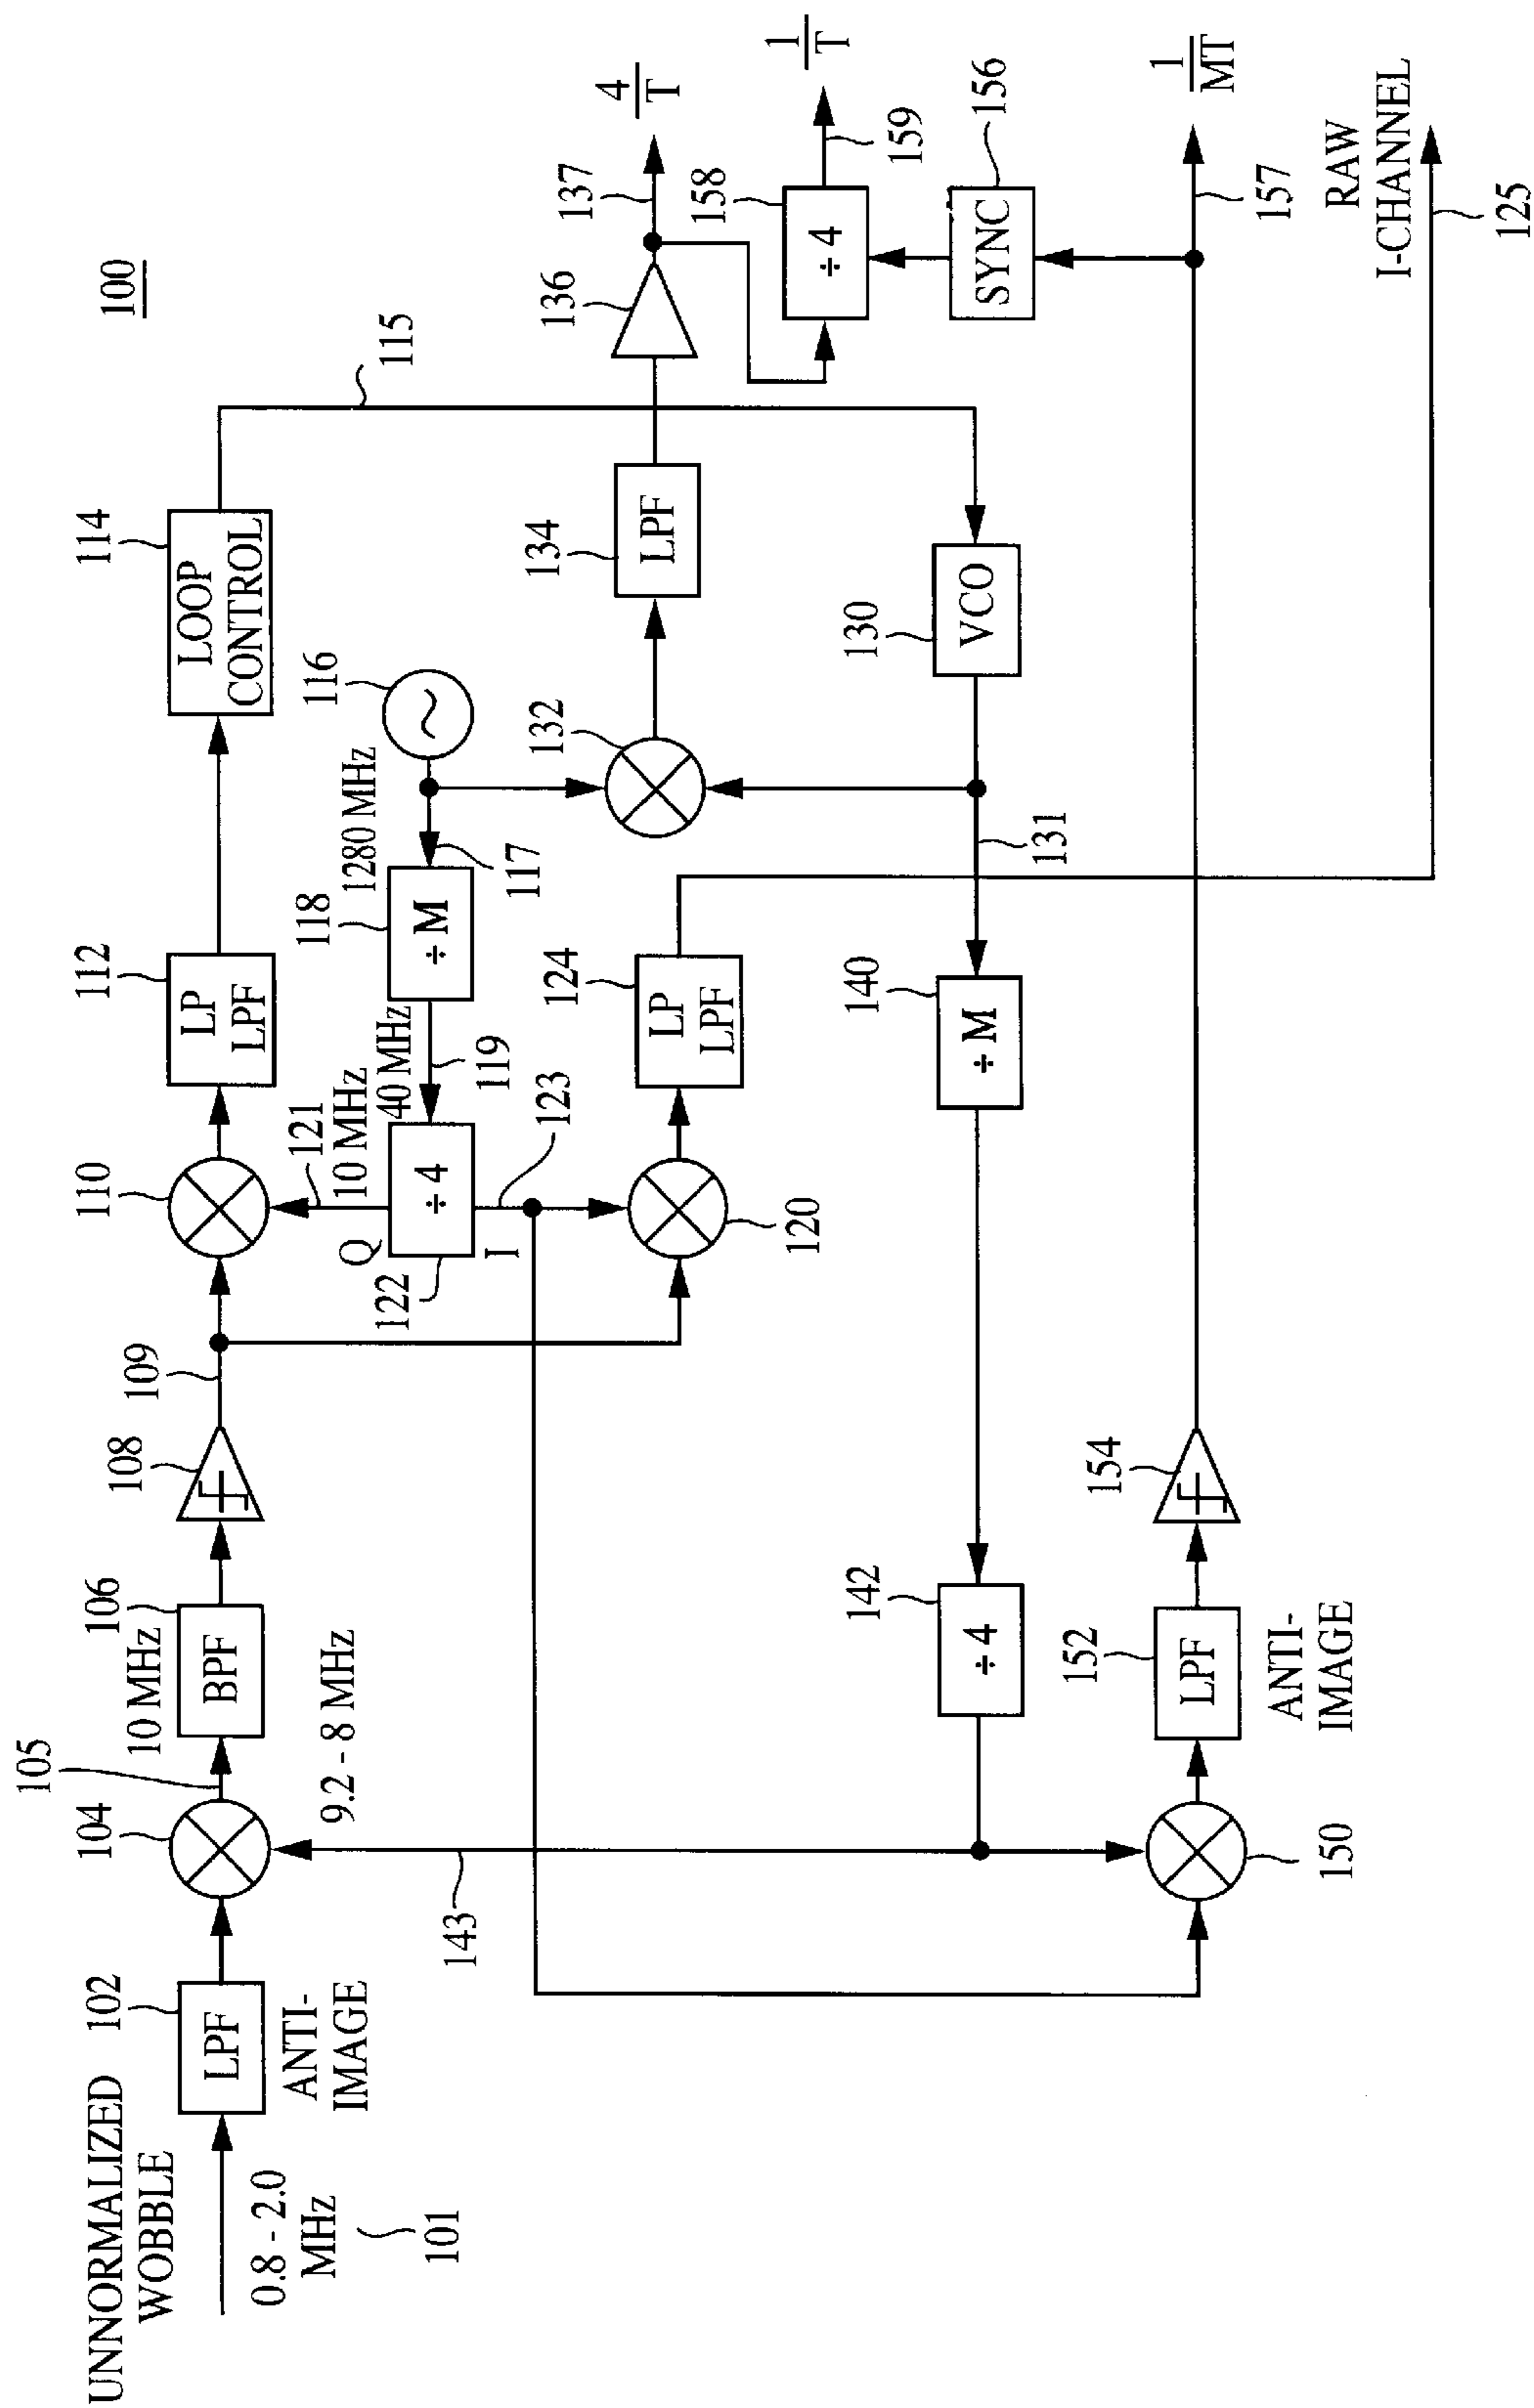 100
UNNORMALIZED
WOBBLE
0.8 - 2.0
MHz
101
102
LPF
ANTI-
IMAGE
104
105
143
9.2 - 8 MHz
106
10 MHz
BPF
108
109
110
121
10 MHz
Q
122
÷ 4
I
123
119
40 MHz
118
÷ M
117
1280 MHz
116
112
LP
LPF
114
LOOP
CONTROL
115
120
124
LP
LPF
132
134
LPF
136
137
4
T
130
VCO
131
140
÷ M
142
÷ 4
150
152
LPF
ANTI-
IMAGE
154
158
÷ 4
159
1
T
SYNC
156
157
1
MT
RAW
I-CHANNEL
125